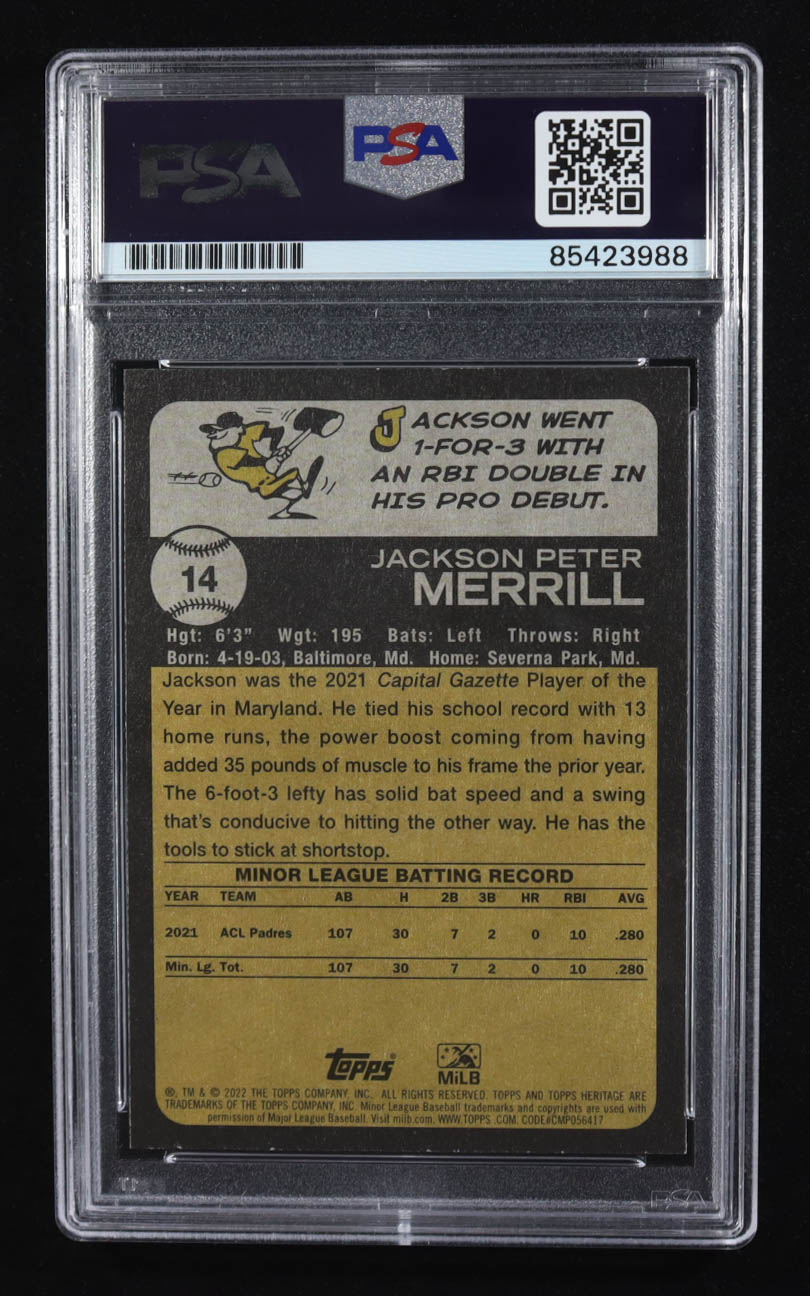 PSA
PSA
85423988
JACKSON WENT
1-FOR-3 WITH
AN RBI DOUBLE IN
HIS PRO DEBUT.
14
JACKSON PETER
MERRILL
Hgt: 6'3" Wgt: 195 Bats: Left Throws: Right
Born: 4-19-03, Baltimore, Md. Home: Severna Park, Md.
Jackson was the 2021 Capital Gazette Player of the
Year in Maryland. He tied his school record with 13
home runs, the power boost coming from having
added 35 pounds of muscle to his frame the prior year.
The 6-foot-3 lefty has solid bat speed and a swing
that's conducive to hitting the other way. He has the
tools to stick at shortstop.
MINOR LEAGUE BATTING RECORD
YEAR TEAM AB H 2B 3B HR RBI AVG
2021 ACL Padres 107 30 7 2 0 10 .280
Min. Lg. Tot. 107 30 7 2 0 10 .280
topps®
MiLB
®, TM & © 2022 THE TOPPS COMPANY, INC. ALL RIGHTS RESERVED. TOPPS AND TOPPS HERITAGE ARE
TRADEMARKS OF THE TOPPS COMPANY, INC. Minor League Baseball trademarks and copyrights are used with
permission of Major League Baseball. Visit milb.com. WWW.TOPPS.COM. CODE#CMP056417
PSA